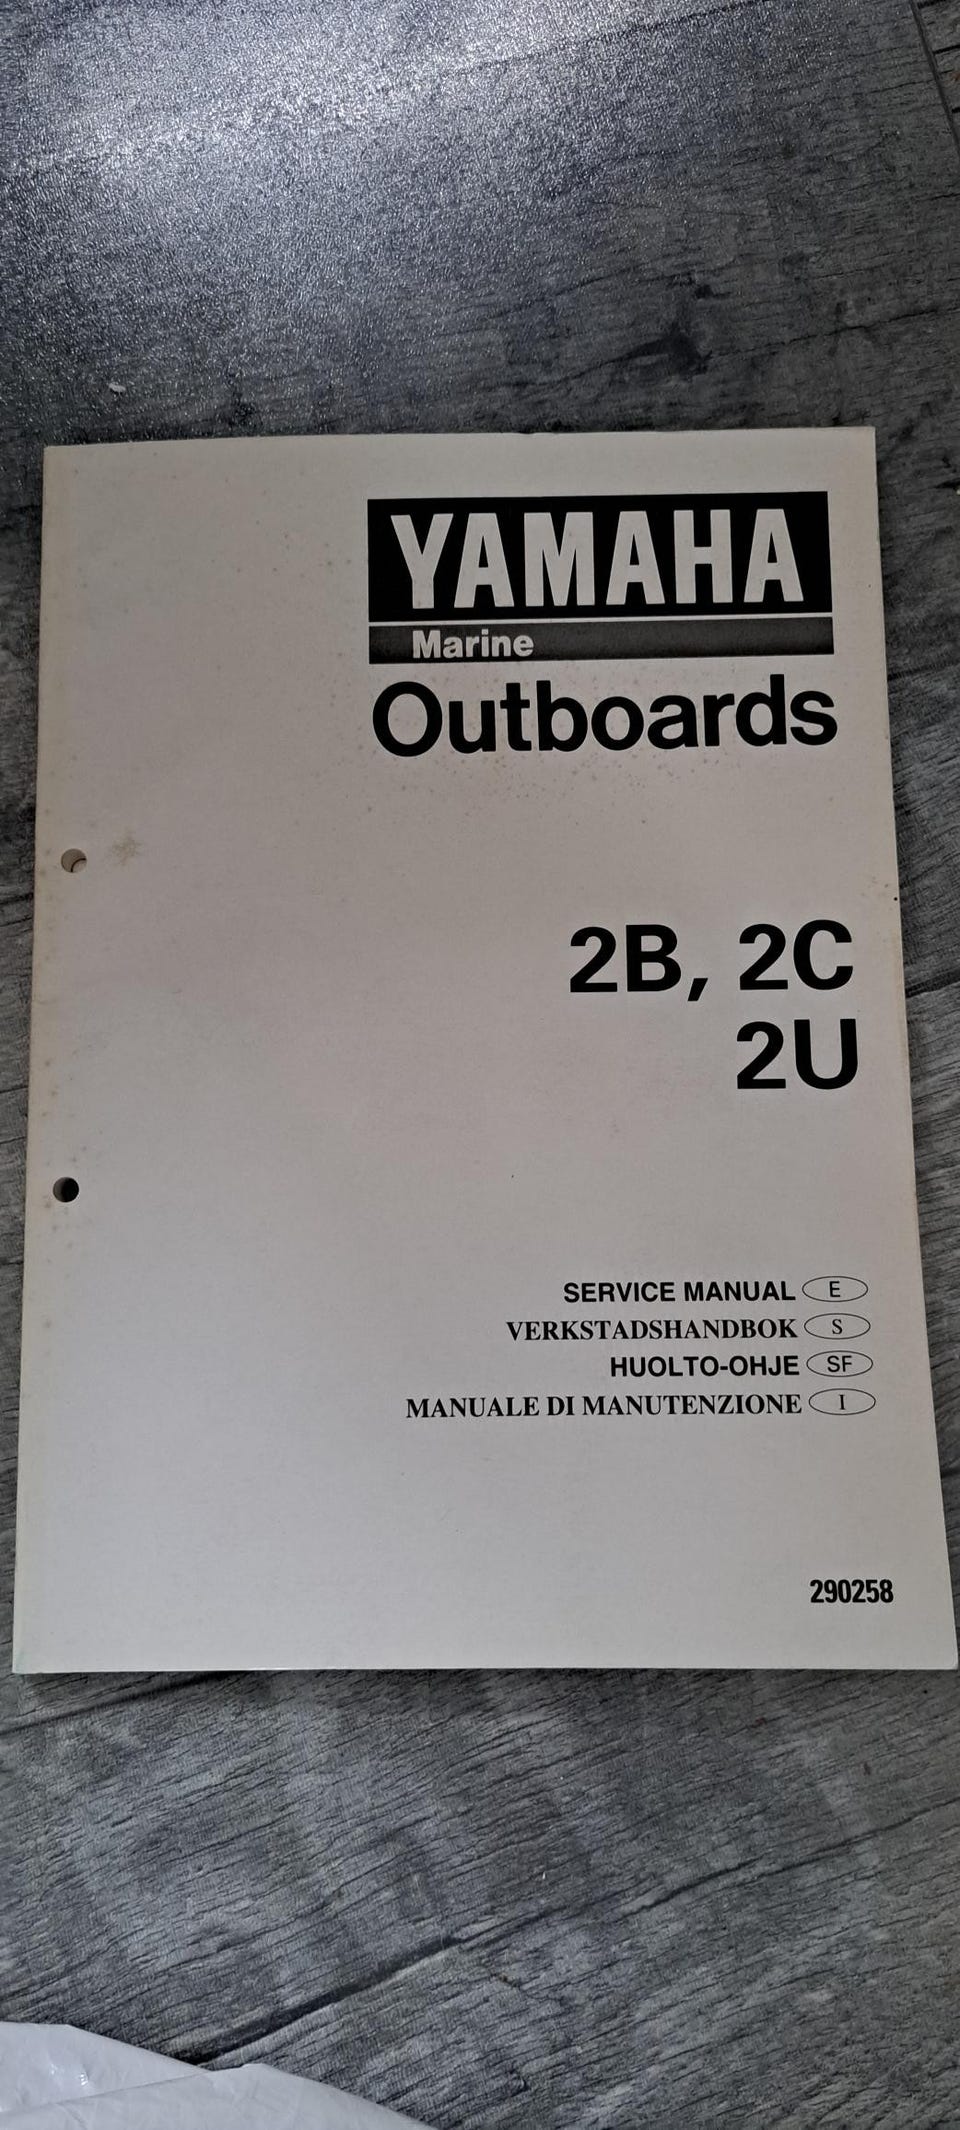 YAMAHA
Marine
Outboards
2B, 2C
2U
SERVICE MANUAL E
VERKSTADSHANDBOK S
HUOLTO-OHJE SF
MANUALE DI MANUTENZIONE I
290258